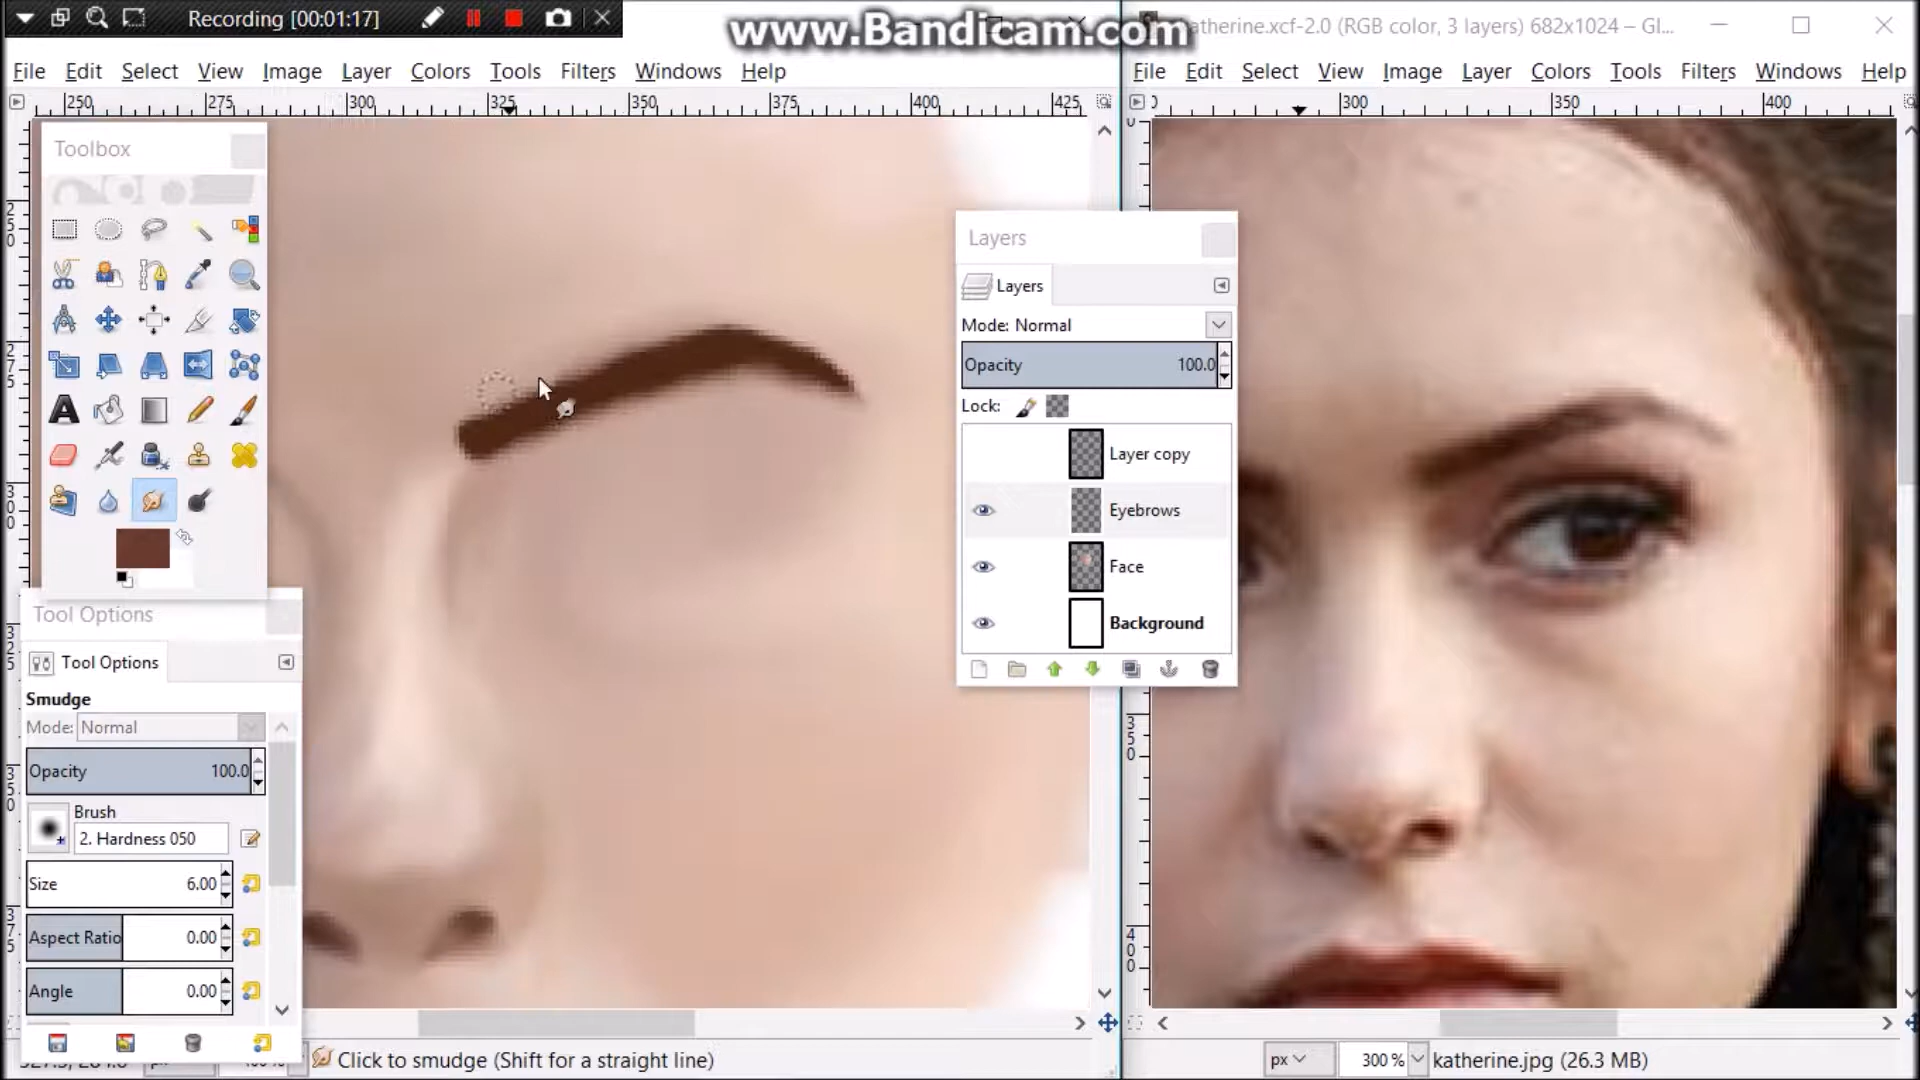 Recording [00:01:17]
www.Bandicam.com
atherine.xcf-2.0 (RGB color, 3 layers) 682x1024 – GI...
File Edit Select View Image Layer Colors Tools Filters Windows Help
File Edit Select View Image Layer Colors Tools Filters Windows Help
250 275 300 325 350 375 400 425
300 350 400
Toolbox
Tool Options
Tool Options
Smudge
Mode: Normal
Opacity 100.0
Brush
2. Hardness 050
Size 6.00
Aspect Ratio 0.00
Angle 0.00
Layers
Layers
Mode: Normal
Opacity 100.0
Lock:
Layer copy
Eyebrows
Face
Background
Click to smudge (Shift for a straight line)
px 300 % katherine.jpg (26.3 MB)